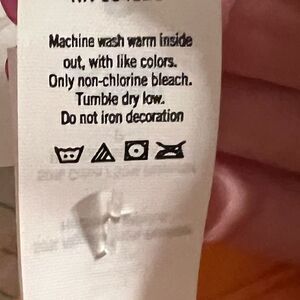 Machine wash warm inside
out, with like colors.
Only non-chlorine bleach.
Tumble dry low.
Do not iron decoration